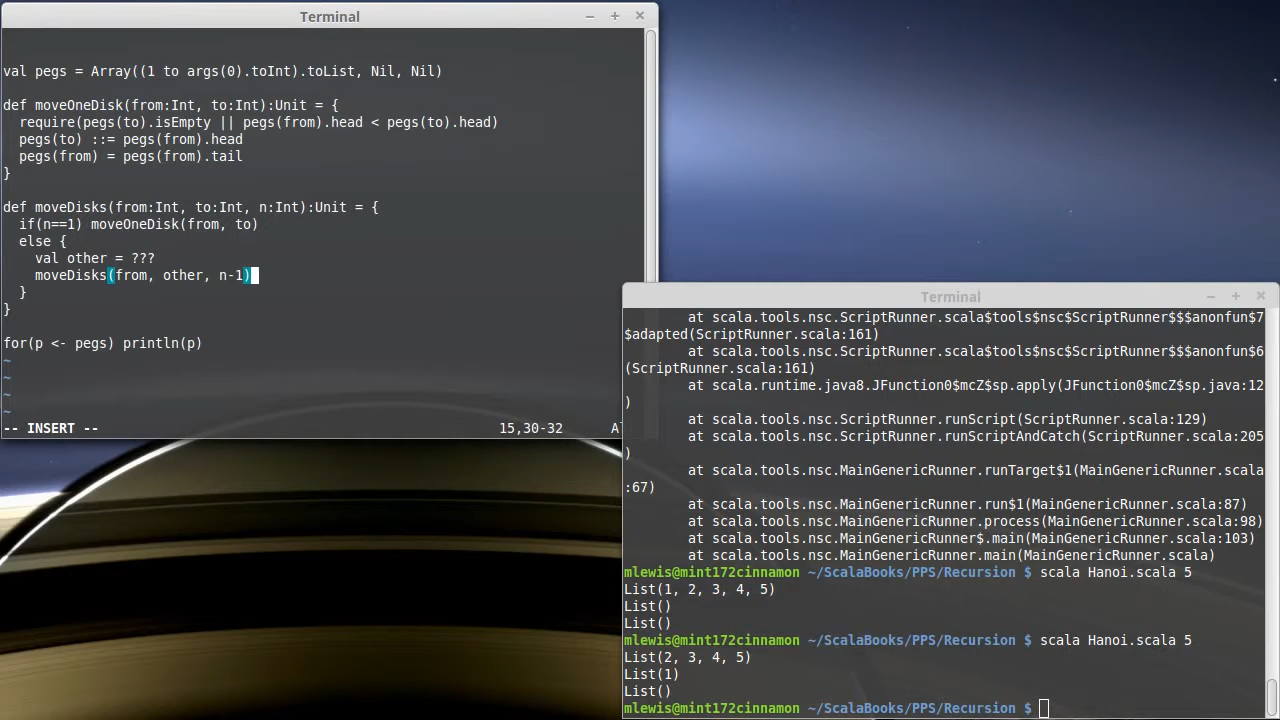 Terminal
val pegs = Array((1 to args(0).toInt).toList, Nil, Nil)
def moveOneDisk(from:Int, to:Int):Unit = {
  require(pegs(to).isEmpty || pegs(from).head < pegs(to).head)
  pegs(to) ::= pegs(from).head
  pegs(from) = pegs(from).tail
}
def moveDisks(from:Int, to:Int, n:Int):Unit = {
  if(n==1) moveOneDisk(from, to)
  else {
    val other = ???
    moveDisks(from, other, n-1)
  }
}
for(p <- pegs) println(p)
~
~
~
~
-- INSERT -- 15,30-32
Terminal
        at scala.tools.nsc.ScriptRunner.scala$tools$nsc$ScriptRunner$$$anonfun$7
$adapted(ScriptRunner.scala:161)
        at scala.tools.nsc.ScriptRunner.scala$tools$nsc$ScriptRunner$$$anonfun$6
(ScriptRunner.scala:161)
        at scala.runtime.java8.JFunction0$mcZ$sp.apply(JFunction0$mcZ$sp.java:12
)
        at scala.tools.nsc.ScriptRunner.runScript(ScriptRunner.scala:129)
        at scala.tools.nsc.ScriptRunner.runScriptAndCatch(ScriptRunner.scala:205
)
        at scala.tools.nsc.MainGenericRunner.runTarget$1(MainGenericRunner.scala
:67)
        at scala.tools.nsc.MainGenericRunner.run$1(MainGenericRunner.scala:87)
        at scala.tools.nsc.MainGenericRunner.process(MainGenericRunner.scala:98)
        at scala.tools.nsc.MainGenericRunner$.main(MainGenericRunner.scala:103)
        at scala.tools.nsc.MainGenericRunner.main(MainGenericRunner.scala)
mlewis@mint172cinnamon ~/ScalaBooks/PPS/Recursion $ scala Hanoi.scala 5
List(1, 2, 3, 4, 5)
List()
List()
mlewis@mint172cinnamon ~/ScalaBooks/PPS/Recursion $ scala Hanoi.scala 5
List(2, 3, 4, 5)
List(1)
List()
mlewis@mint172cinnamon ~/ScalaBooks/PPS/Recursion $